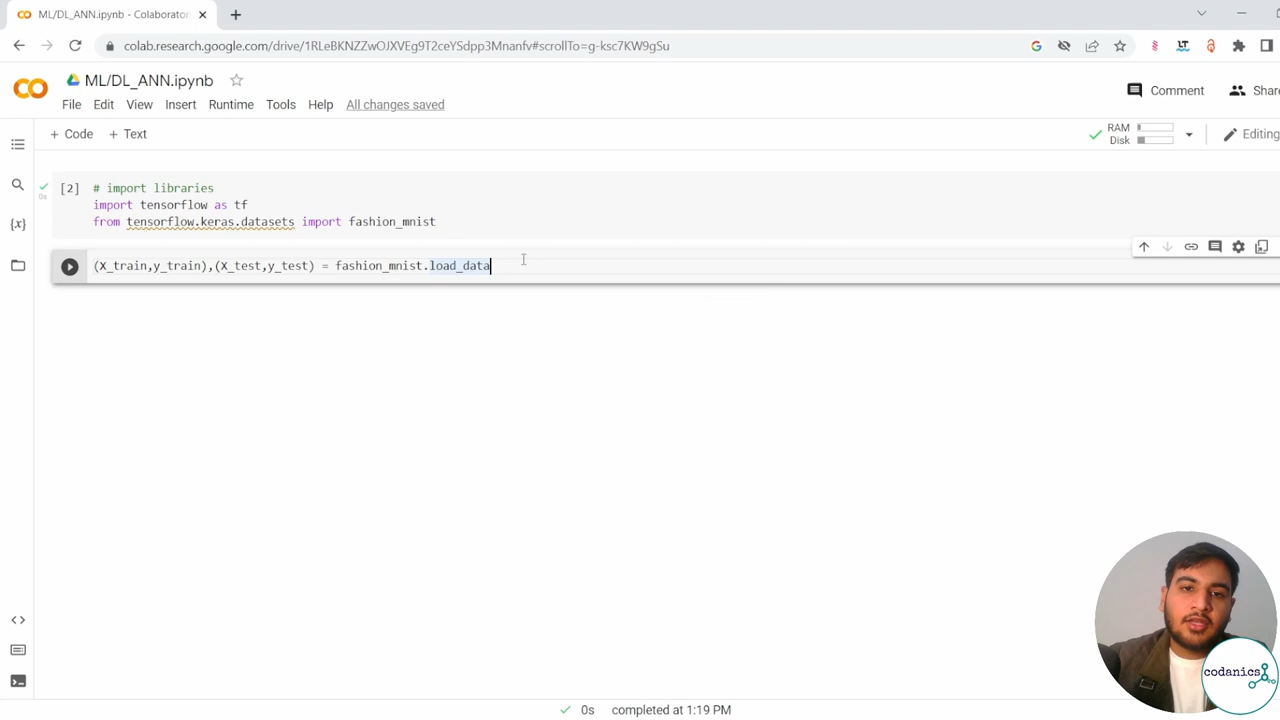 ML/DL_ANN.ipynb - Colaborator
colab.research.google.com/drive/1RLeBKNZZwOJXVEg9T2ceYSdpp3Mnanfv#scrollTo=g-ksc7KW9gSu
ML/DL_ANN.ipynb
Comment
Share
File Edit View Insert Runtime Tools Help All changes saved
+ Code + Text
RAM
Disk
Editing
[2] # import libraries
0s
import tensorflow as tf
from tensorflow.keras.datasets import fashion_mnist
(X_train,y_train),(X_test,y_test) = fashion_mnist.load_data
{x}
codanics
0s completed at 1:19 PM